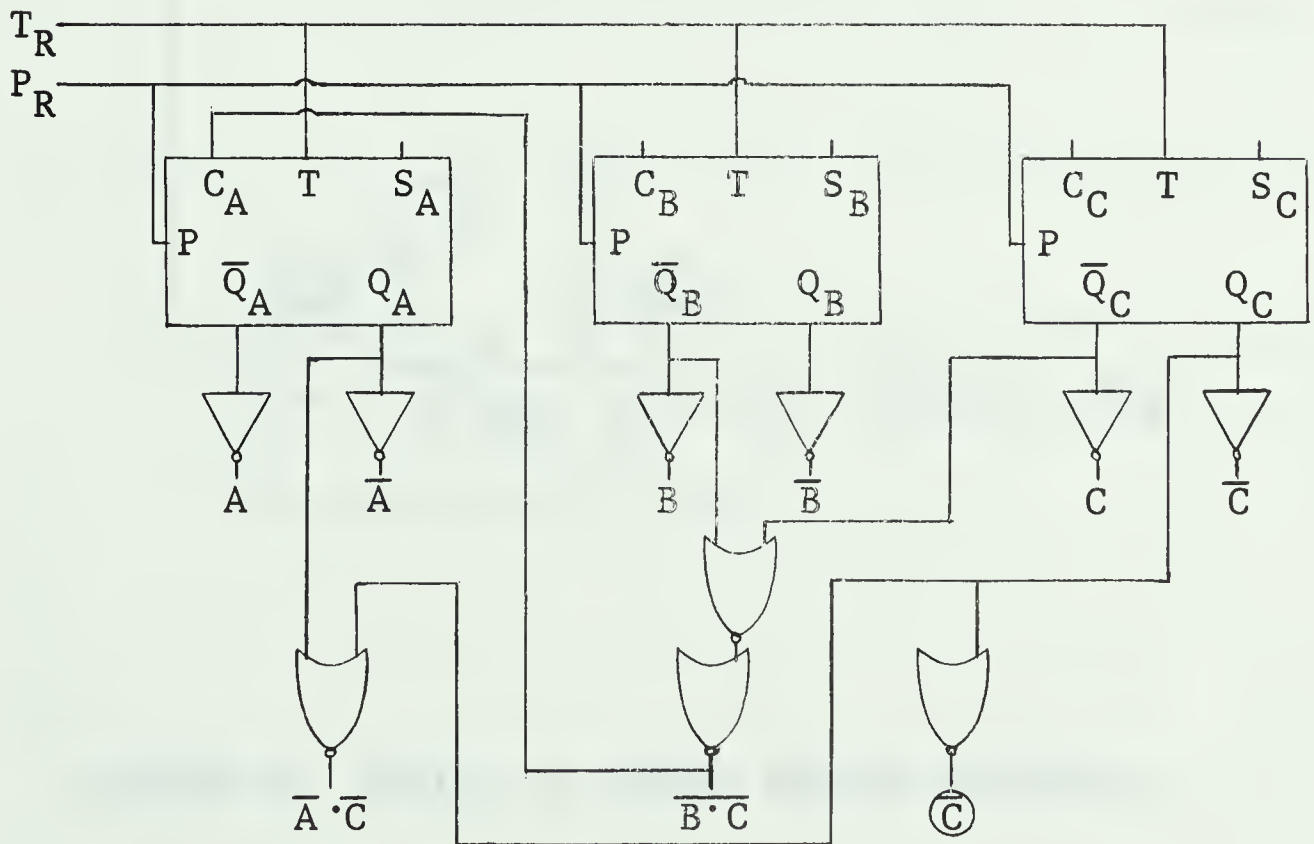 T_R
P_R
C_A T S_A
P
Q̅_A Q_A
C_B T S_B
P
Q̅_B Q_B
C_C T S_C
P
Q̅_C Q_C
A A̅
B B̅
C C̅
A̅·C̅
B̅·̅C̅
C̅